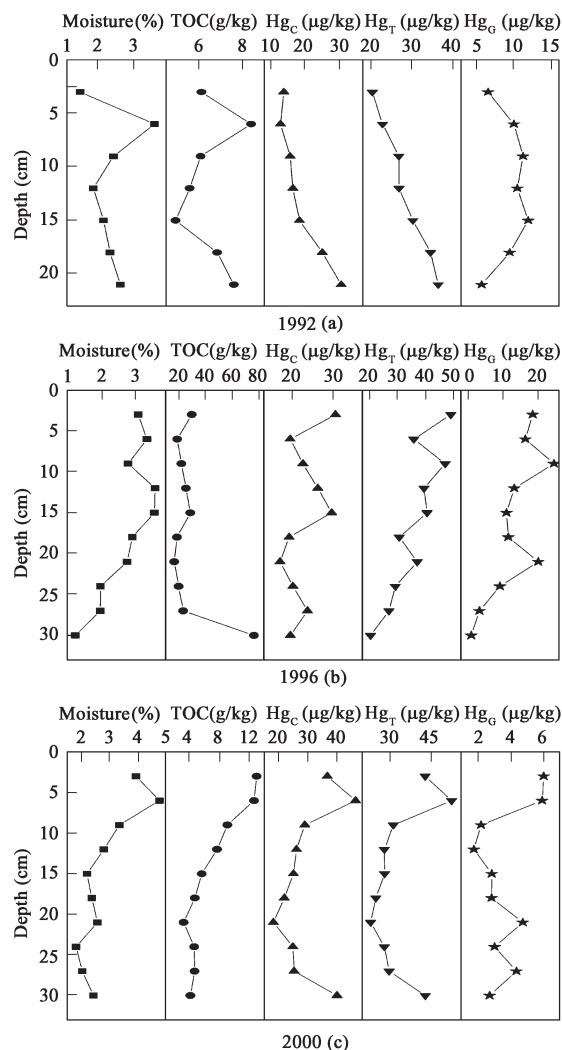 Moisture(%) TOC(g/kg) HgC (μg/kg) HgT (μg/kg) HgG (μg/kg)
1 2 3 6 8 10 20 30 20 30 40 5 10 15
0
5
10
15
20
Depth (cm)
1992 (a)
Moisture(%) TOC(g/kg) HgC (μg/kg) HgT (μg/kg) HgG (μg/kg)
1 2 3 20 40 60 80 20 30 20 30 40 50 0 10 20
0
5
10
15
20
25
30
Depth (cm)
1996 (b)
Moisture(%) TOC(g/kg) HgC (μg/kg) HgT (μg/kg) HgG (μg/kg)
2 3 4 5 4 8 12 20 30 40 30 45 2 4 6
0
5
10
15
20
25
30
Depth (cm)
2000 (c)